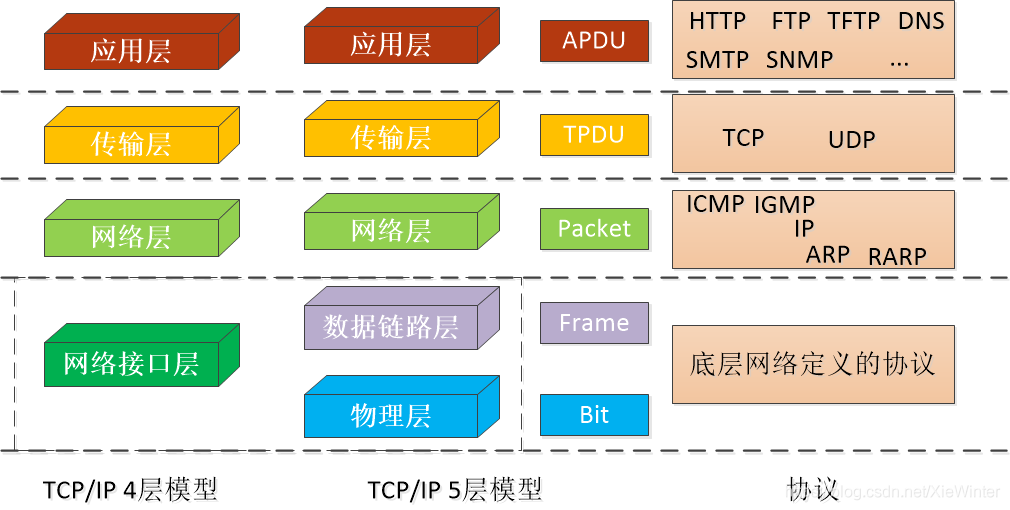 应用层 应用层 APDU HTTP FTP TFTP DNS
SMTP SNMP ...
传输层 传输层 TPDU TCP UDP
网络层 网络层 Packet ICMP IGMP
IP
ARP RARP
数据链路层 Frame
网络接口层 底层网络定义的协议
物理层 Bit
TCP/IP 4层模型 TCP/IP 5层模型 协议
blog.csdn.net/XieWinter